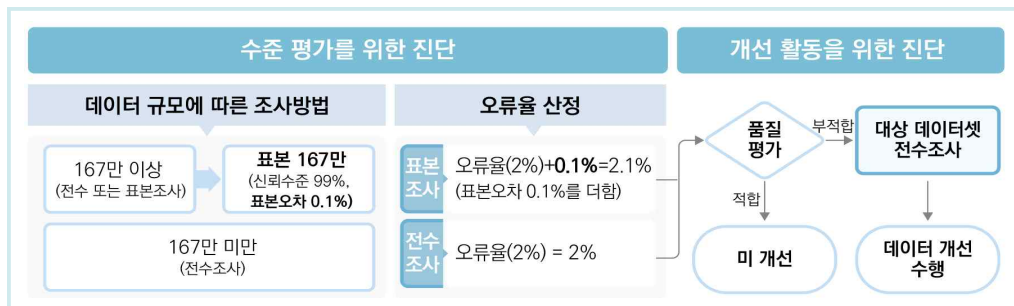 수준 평가를 위한 진단
개선 활동을 위한 진단
데이터 규모에 따른 조사방법
오류율 산정
167만 이상
(전수 또는 표본조사)
표본 167만
(신뢰수준 99%,
표본오차 0.1%)
167만 미만
(전수조사)
표본
조사
오류율(2%)+0.1%=2.1%
(표본오차 0.1%를 더함)
전수
조사
오류율(2%) = 2%
품질
평가
부적합
대상 데이터셋
전수조사
적합
미 개선
데이터 개선
수행